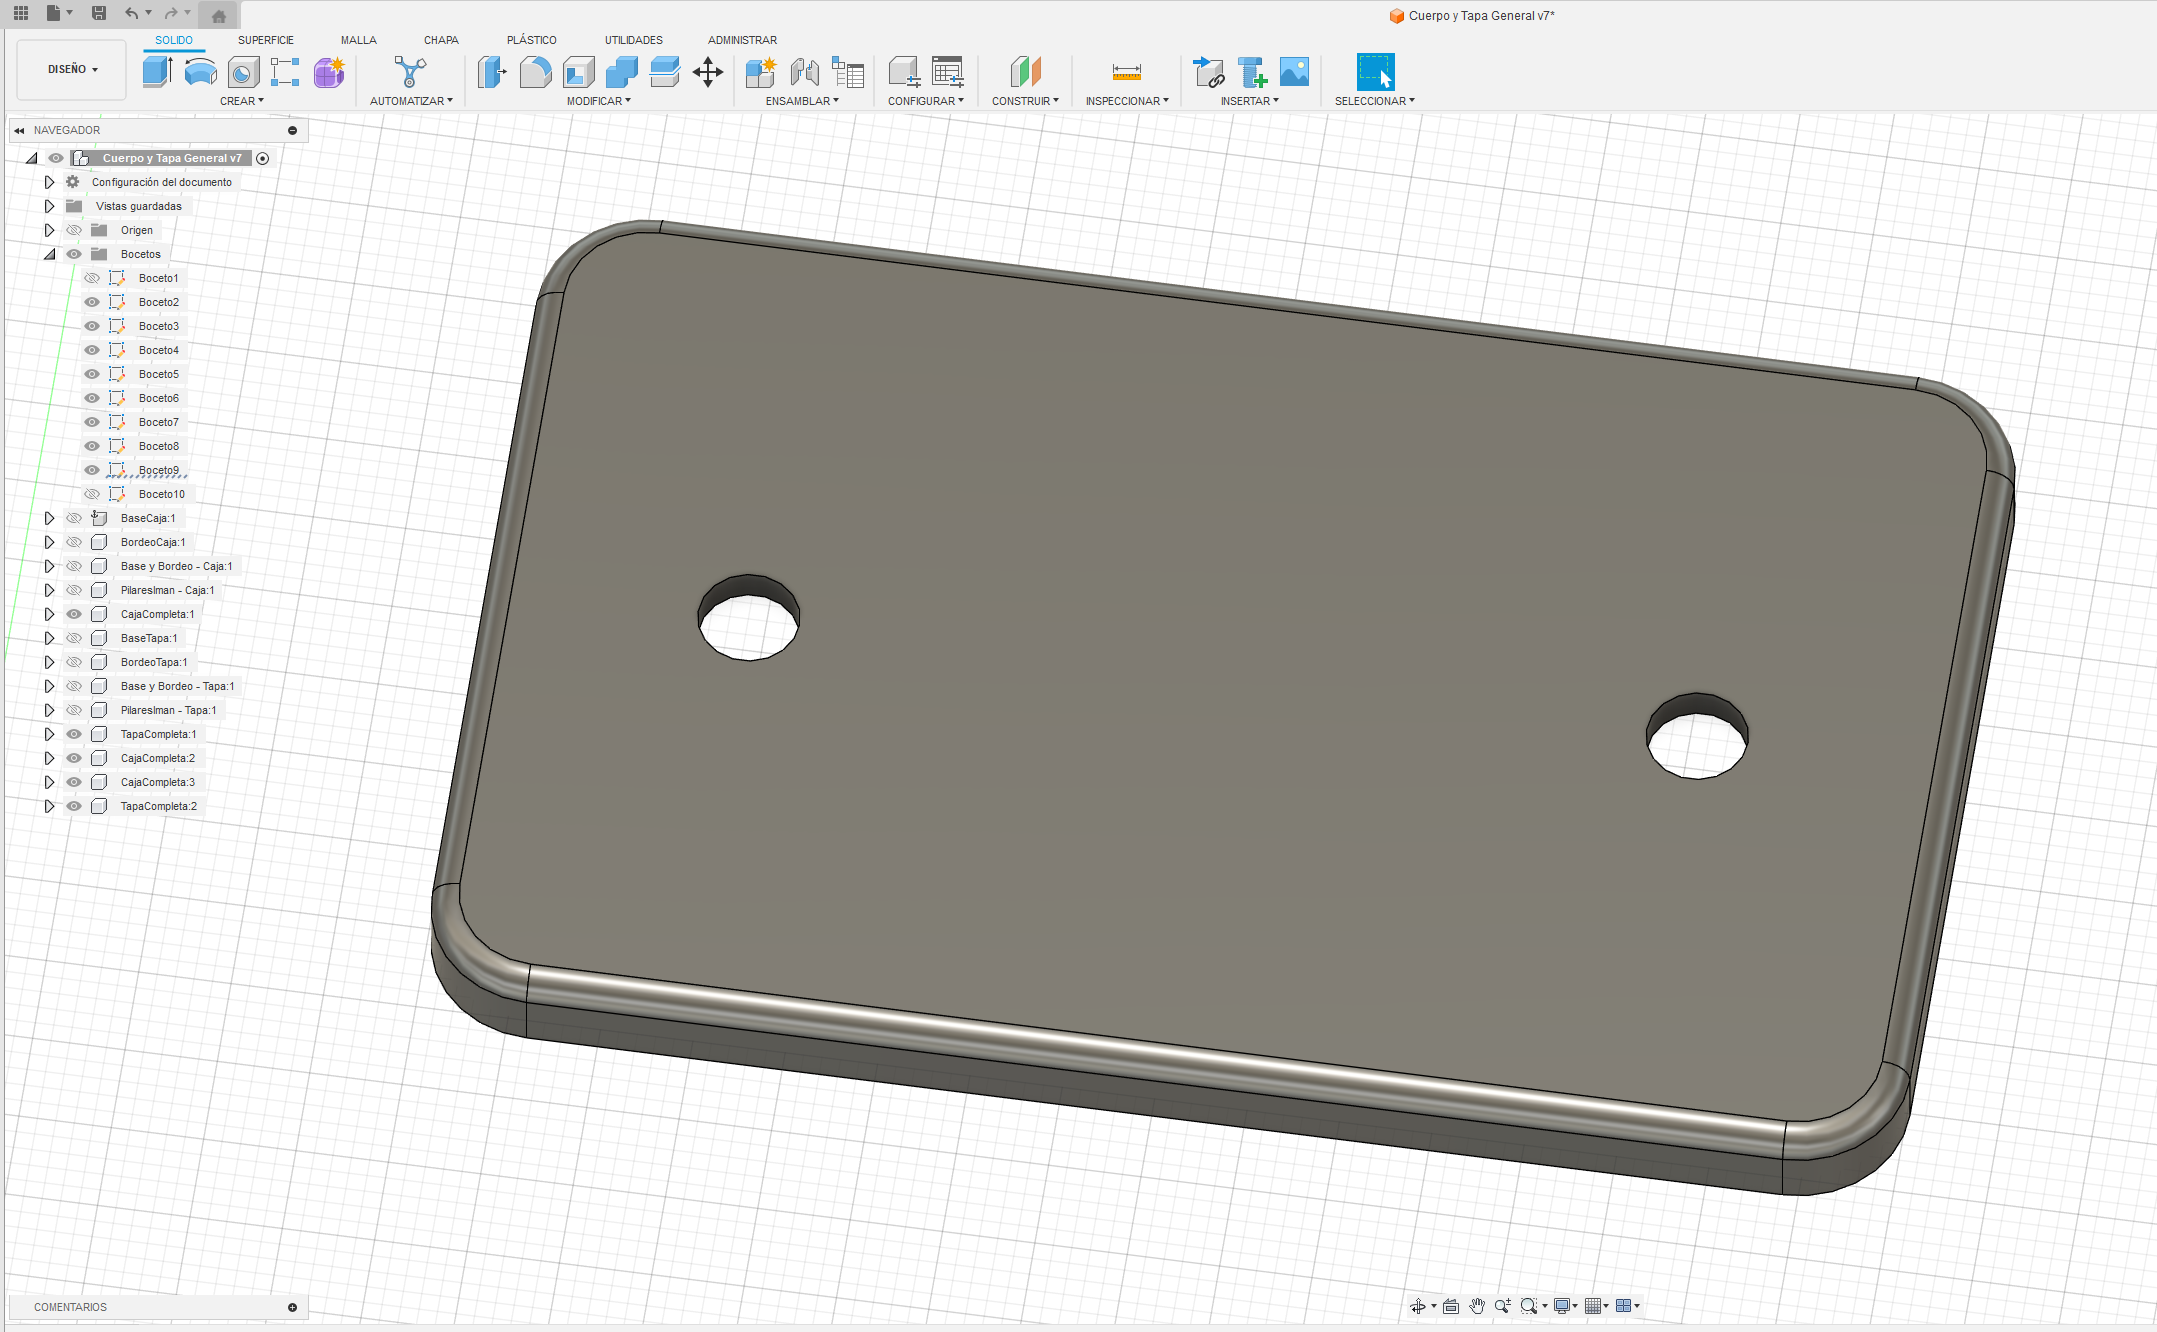 Cuerpo y Tapa General v7*
DISEÑO
SOLIDO SUPERFICIE MALLA CHAPA PLÁSTICO UTILIDADES ADMINISTRAR
CREAR AUTOMATIZAR MODIFICAR ENSAMBLAR CONFIGURAR CONSTRUIR INSPECCIONAR INSERTAR SELECCIONAR
NAVEGADOR
Cuerpo y Tapa General v7
Configuración del documento
Vistas guardadas
Origen
Bocetos
Boceto1
Boceto2
Boceto3
Boceto4
Boceto5
Boceto6
Boceto7
Boceto8
Boceto9
Boceto10
BaseCaja:1
BordeoCaja:1
Base y Bordeo - Caja:1
PilaresIman - Caja:1
CajaCompleta:1
BaseTapa:1
BordeoTapa:1
Base y Bordeo - Tapa:1
PilaresIman - Tapa:1
TapaCompleta:1
CajaCompleta:2
CajaCompleta:3
TapaCompleta:2
COMENTARIOS